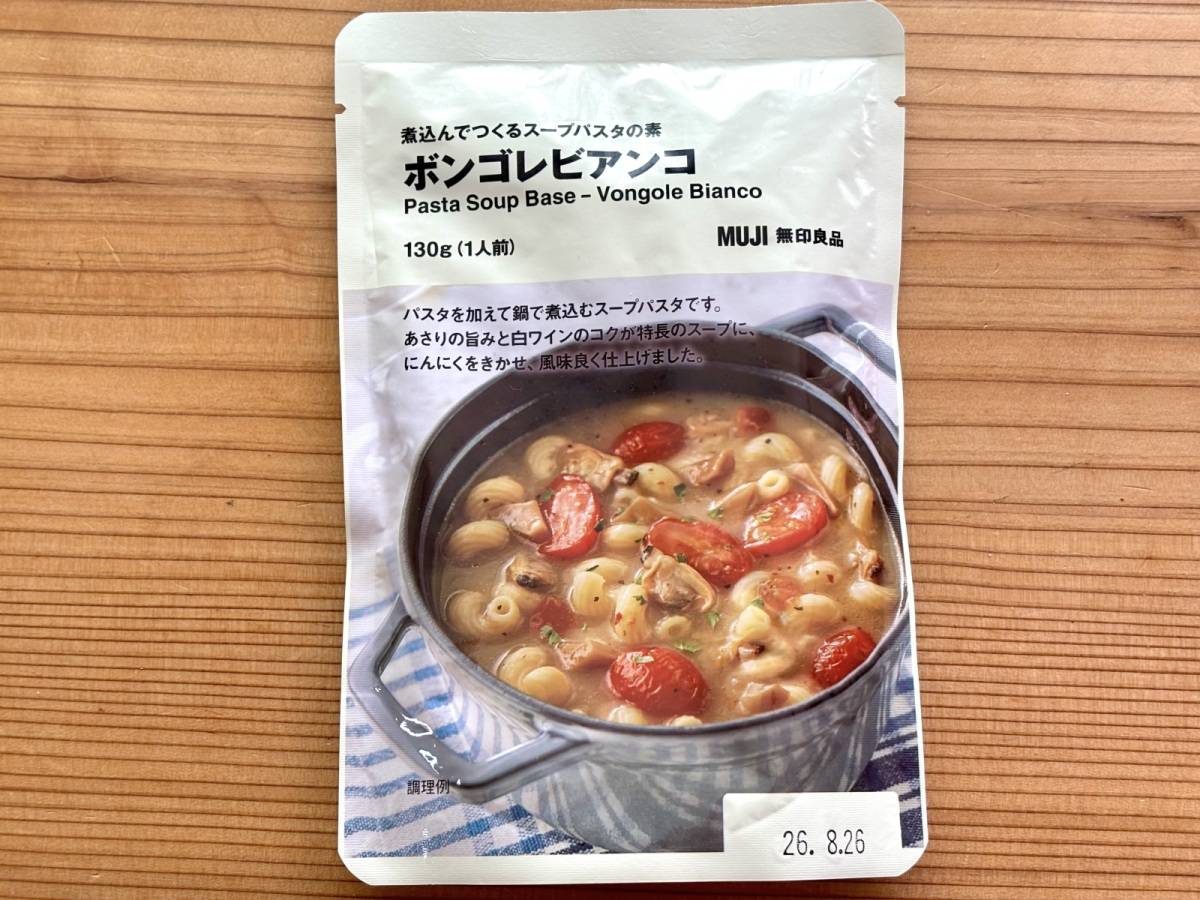 煮込んでつくるスープパスタの素
ボンゴレビアンコ
Pasta Soup Base – Vongole Bianco
130g（1人前）
MUJI 無印良品
パスタを加えて鍋で煮込むスープパスタです。
あさりの旨みと白ワインのコクが特長のスープに、
にんにくをきかせ、風味良く仕上げました。
調理例
26. 8.26